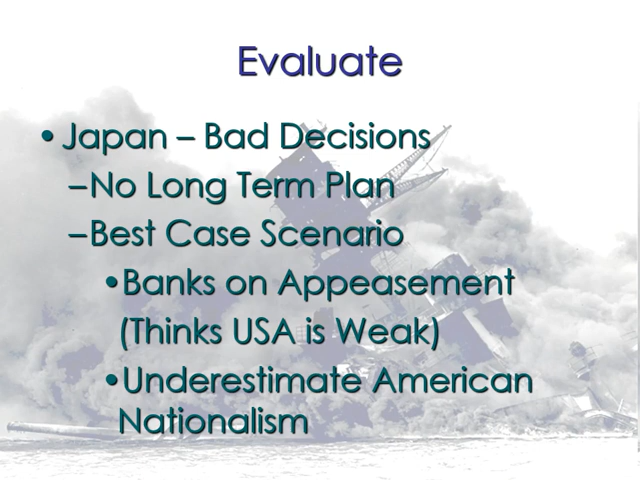 Evaluate
•Japan – Bad Decisions
–No Long Term Plan
–Best Case Scenario
•Banks on Appeasement
(Thinks USA is Weak)
•Underestimate American
Nationalism